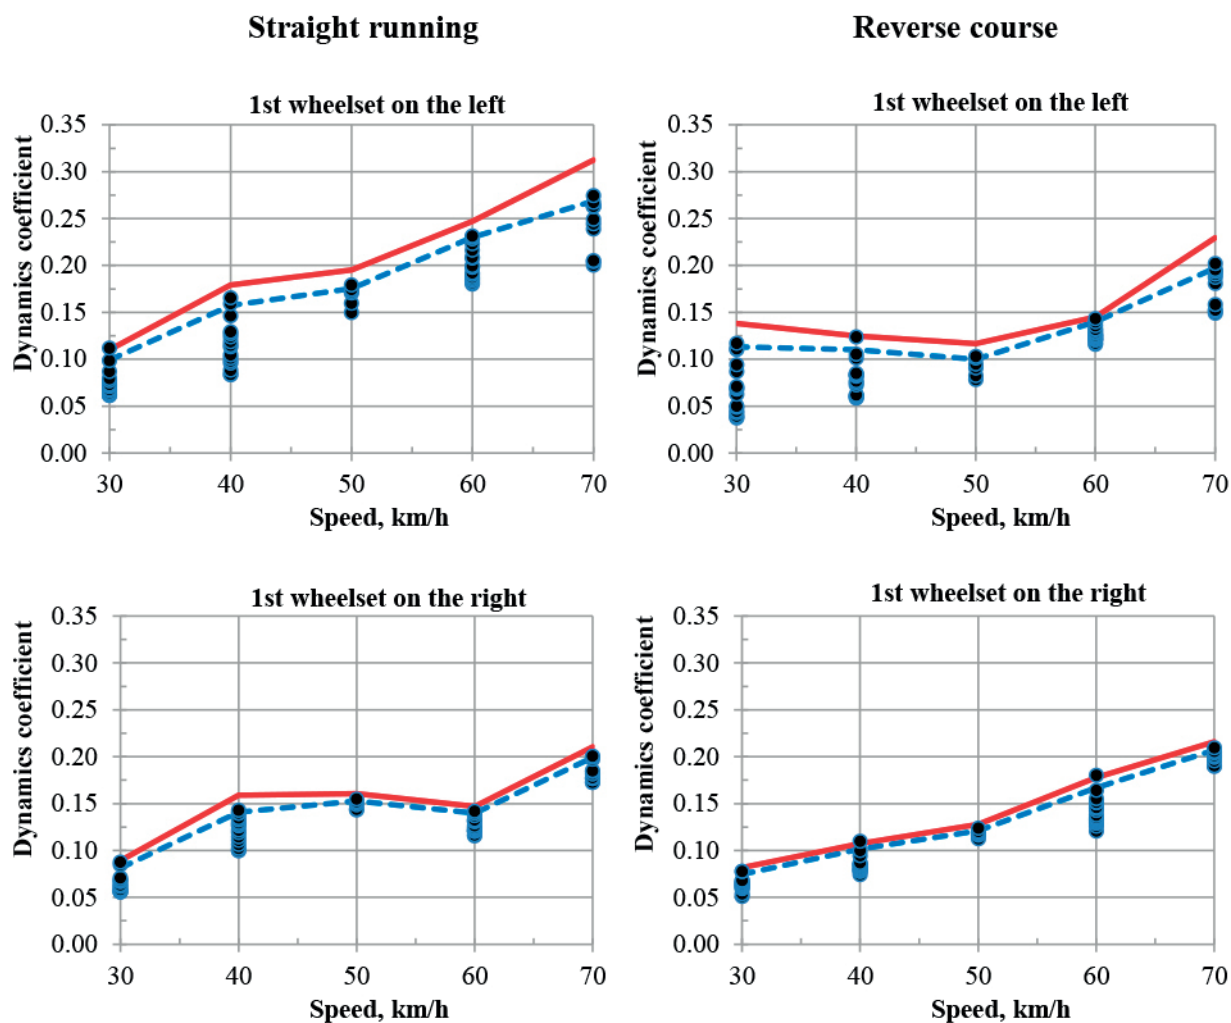 Straight running
Reverse course
1st wheelset on the left
Dynamics coefficient
0.35
0.30
0.25
0.20
0.15
0.10
0.05
0.00
30 40 50 60 70
Speed, km/h
1st wheelset on the left
Dynamics coefficient
0.35
0.30
0.25
0.20
0.15
0.10
0.05
0.00
30 40 50 60 70
Speed, km/h
1st wheelset on the right
Dynamics coefficient
0.35
0.30
0.25
0.20
0.15
0.10
0.05
0.00
30 40 50 60 70
Speed, km/h
1st wheelset on the right
Dynamics coefficient
0.35
0.30
0.25
0.20
0.15
0.10
0.05
0.00
30 40 50 60 70
Speed, km/h